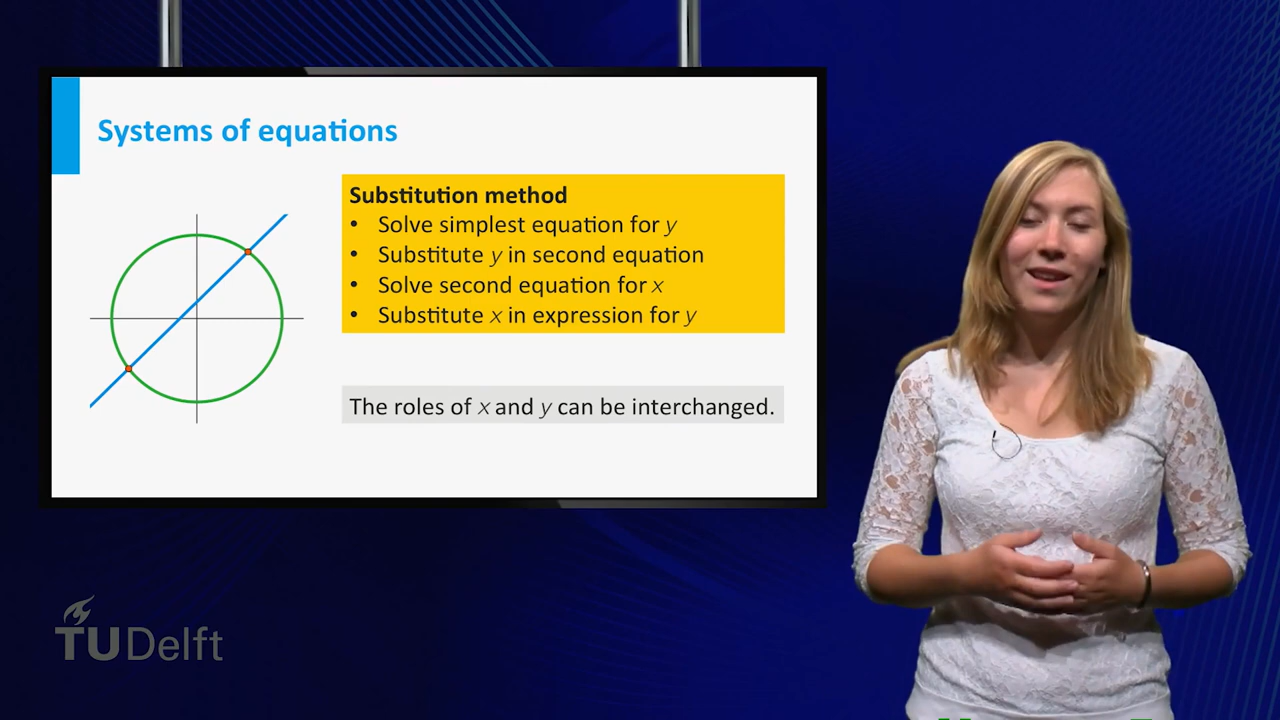 Systems of equations
Substitution method
• Solve simplest equation for y
• Substitute y in second equation
• Solve second equation for x
• Substitute x in expression for y
The roles of x and y can be interchanged.
TUDelft